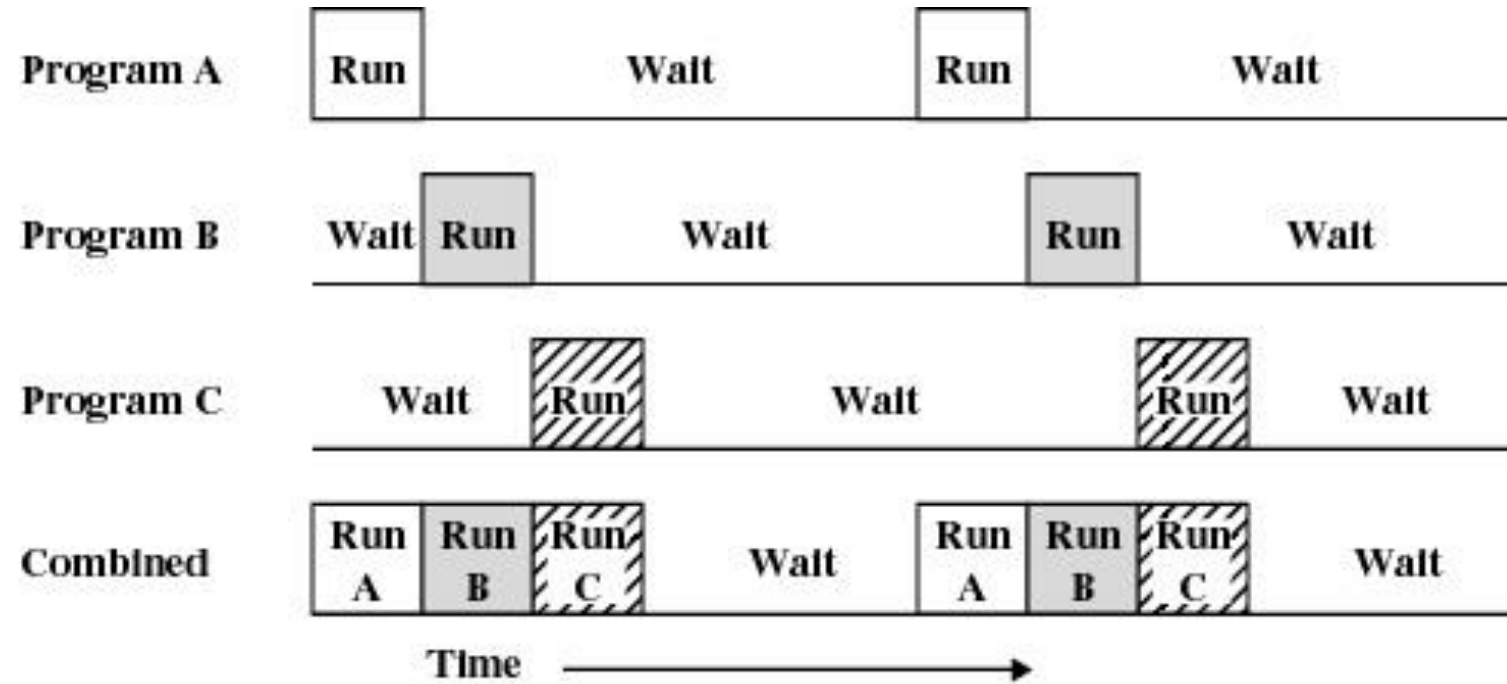 Program A Run Wait Run Wait
Program B Wait Run Wait Run Wait
Program C Wait Run Wait Run Wait
Combined Run A Run B Run C Wait Run A Run B Run C Wait
Time